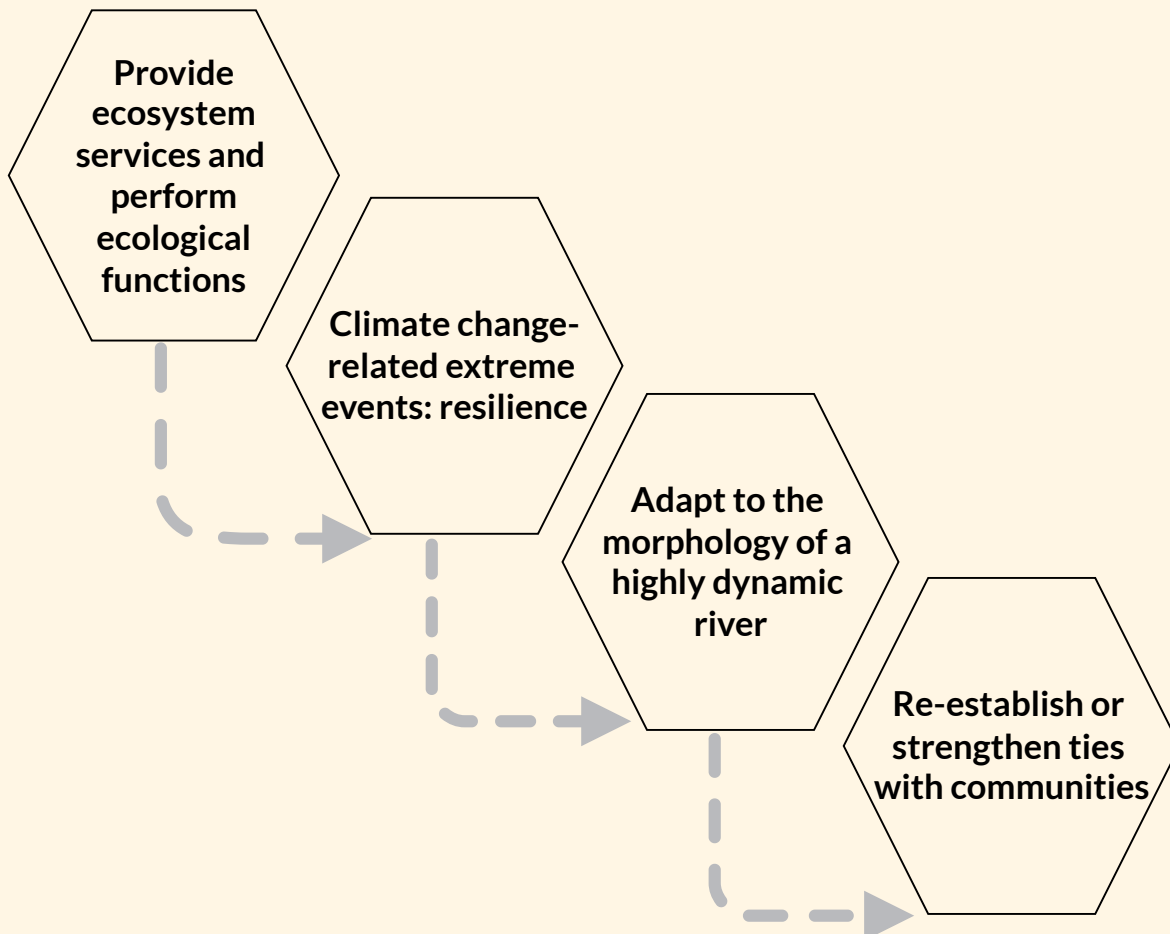 Provide
ecosystem
services and
perform
ecological
functions
Climate change-
related extreme
events: resilience
Adapt to the
morphology of a
highly dynamic
river
Re-establish or
strengthen ties
with communities